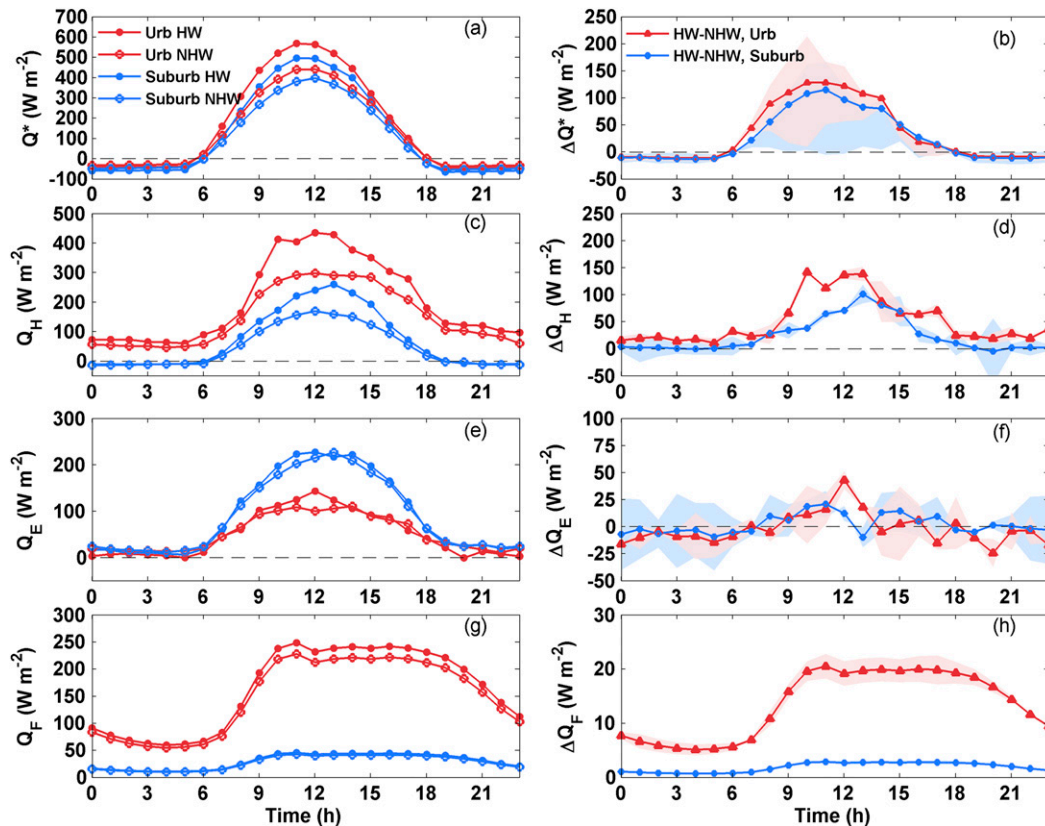 (a)
Urb HW
Urb NHW
Suburb HW
Suburb NHW
Q* (W m⁻²)
700
600
500
400
300
200
100
0
-100
0 3 6 9 12 15 18 21
(b)
HW-NHW, Urb
HW-NHW, Suburb
ΔQ* (W m⁻²)
250
200
150
100
50
0
-50
0 3 6 9 12 15 18 21
(c)
Q_H (W m⁻²)
500
400
300
200
100
0
0 3 6 9 12 15 18 21
(d)
ΔQ_H (W m⁻²)
250
200
150
100
50
0
-50
0 3 6 9 12 15 18 21
(e)
Q_E (W m⁻²)
300
200
100
0
0 3 6 9 12 15 18 21
(f)
ΔQ_E (W m⁻²)
100
75
50
25
0
-25
-50
0 3 6 9 12 15 18 21
(g)
Q_F (W m⁻²)
300
250
200
150
100
50
0
0 3 6 9 12 15 18 21
Time (h)
(h)
ΔQ_F (W m⁻²)
30
20
10
0
0 3 6 9 12 15 18 21
Time (h)